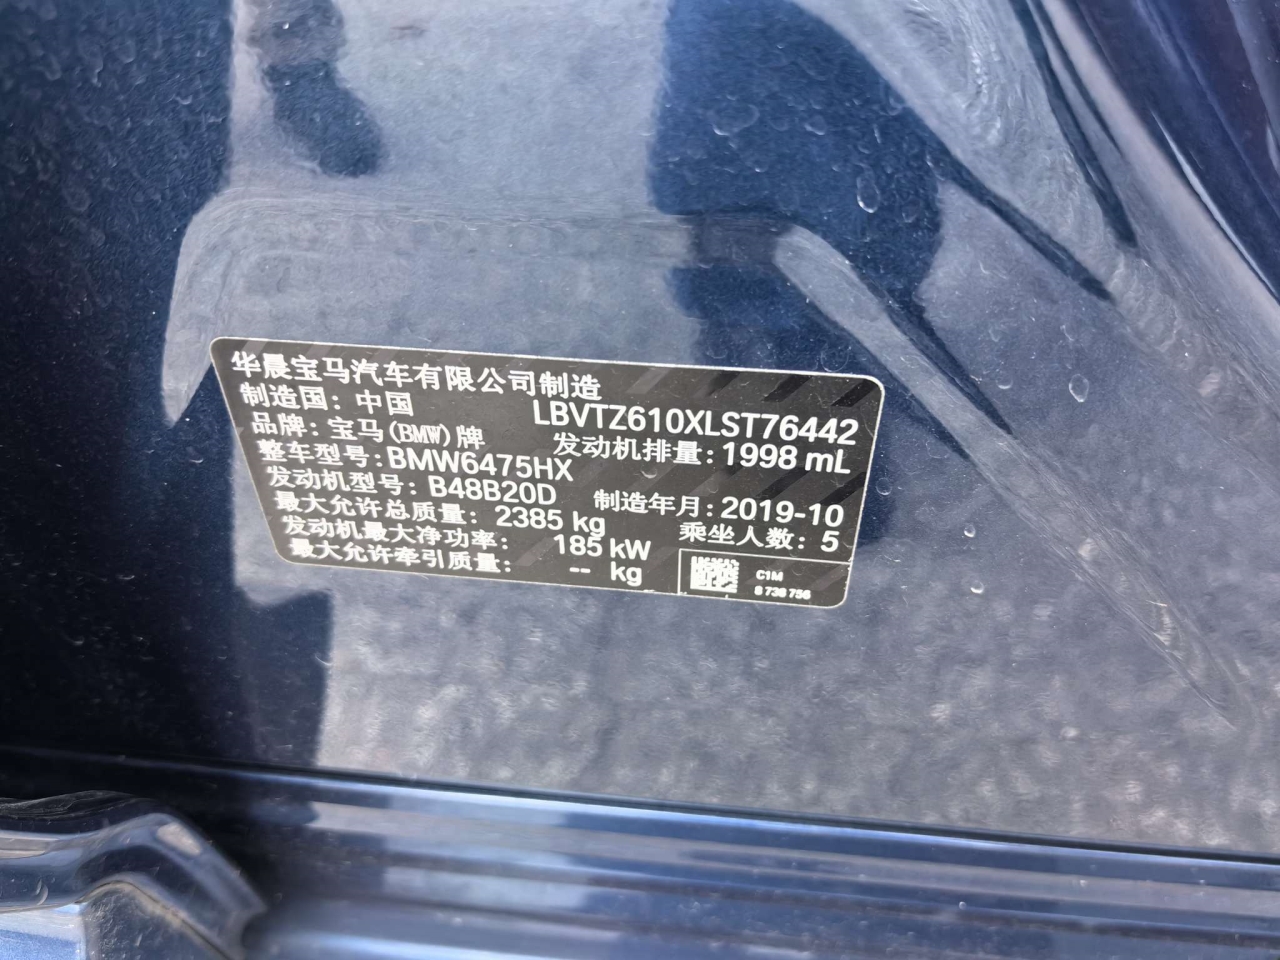 华晨宝马汽车有限公司制造
制造国：中国 LBVTZ610XLST76442
品牌：宝马(BMW)牌 发动机排量：1998 mL
整车型号：BMW6475HX
发动机型号：B48B20D 制造年月：2019-10
最大允许总质量：2385 kg 乘坐人数：5
发动机最大净功率：185 kW
最大允许牵引质量：-- kg
C1M
8 738 756